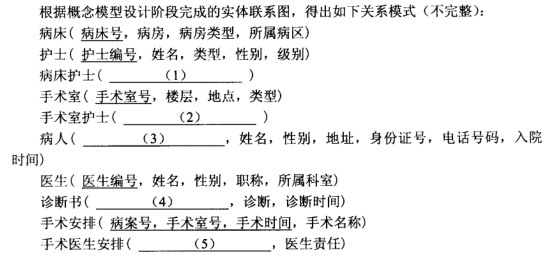 根据概念模型设计阶段完成的实体联系图，得出如下关系模式（不完整）：
病床（ 病床号，病房，病房类型，所属病区）
护士（ 护士编号，姓名，类型，性别，级别）
病床护士（ （1） ）
手术室（ 手术室号，楼层，地点，类型）
手术室护士（ （2） ）
病人（ （3） ，姓名，性别，地址，身份证号，电话号码，入院
时间）
医生（ 医生编号，姓名，性别，职称，所属科室）
诊断书（ （4） ，诊断，诊断时间）
手术安排（ 病案号，手术室号，手术时间，手术名称）
手术医生安排（ （5） ，医生责任）